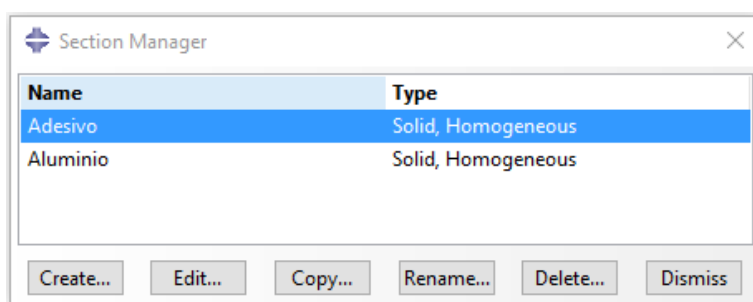 Section Manager
Name Type
Adesivo Solid, Homogeneous
Aluminio Solid, Homogeneous
Create... Edit... Copy... Rename... Delete... Dismiss